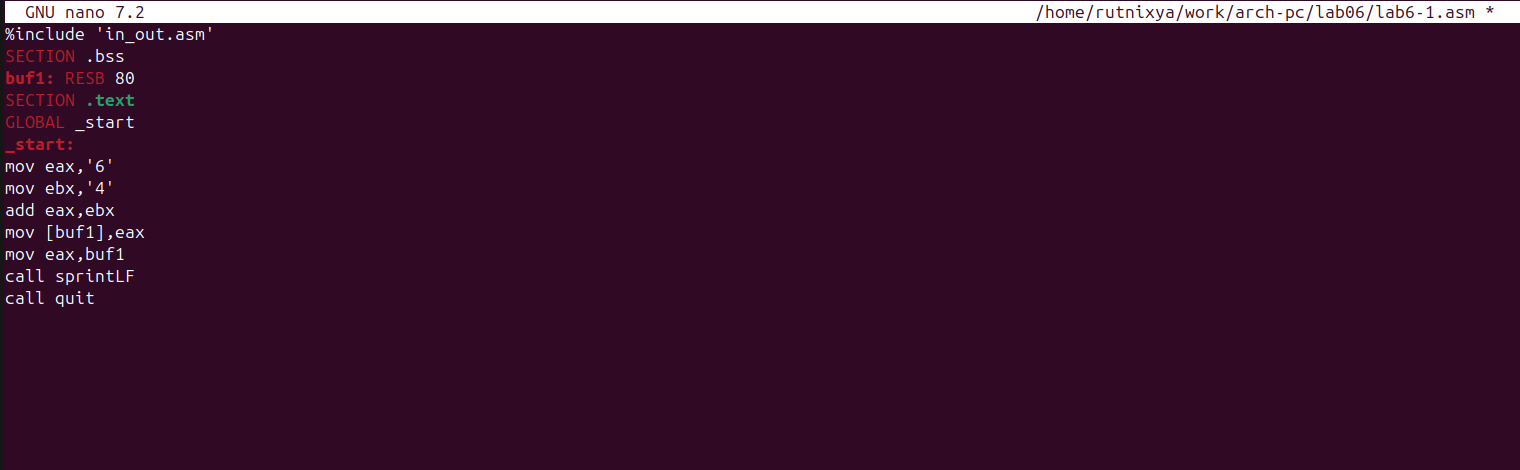 GNU nano 7.2 /home/rutnixya/work/arch-pc/lab06/lab6-1.asm *
%include 'in_out.asm'
SECTION .bss
buf1: RESB 80
SECTION .text
GLOBAL _start
_start:
mov eax,'6'
mov ebx,'4'
add eax,ebx
mov [buf1],eax
mov eax,buf1
call sprintLF
call quit